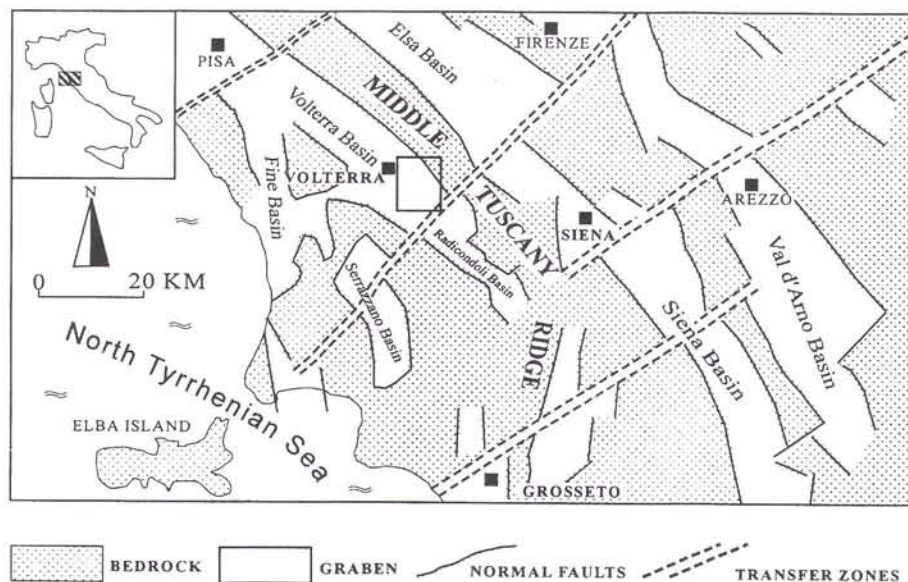 PISA
Elsa Basin
FIRENZE
MIDDLE
Volterra Basin
VOLTERRA
Fine Basin
TUSCANY
SIENA
AREZZO
N
0 20 KM
Radicondoli Basin
Serrazzano Basin
Val d'Arno Basin
Siena Basin
RIDGE
North Tyrrhenian Sea
ELBA ISLAND
GROSSETO
BEDROCK
GRABEN
NORMAL FAULTS
TRANSFER ZONES